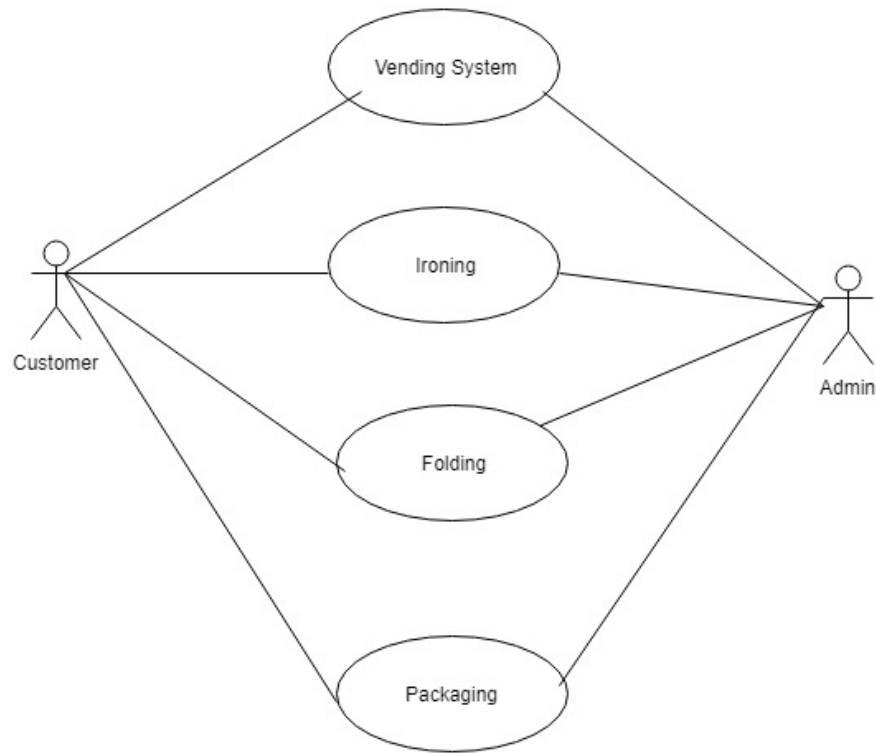 Vending System
Ironing
Customer
Admin
Folding
Packaging